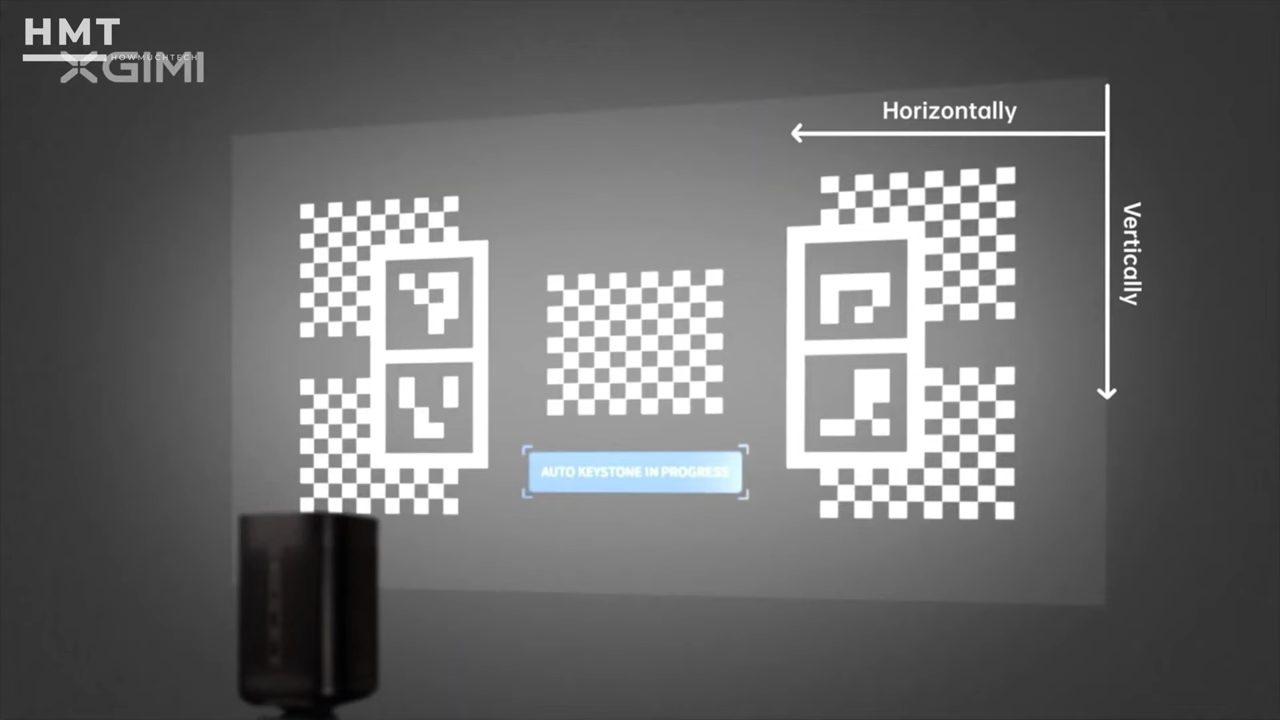 HMT
HOWMUCHTECH
XGIMI
Horizontally
Vertically
AUTO KEYSTONE IN PROGRESS